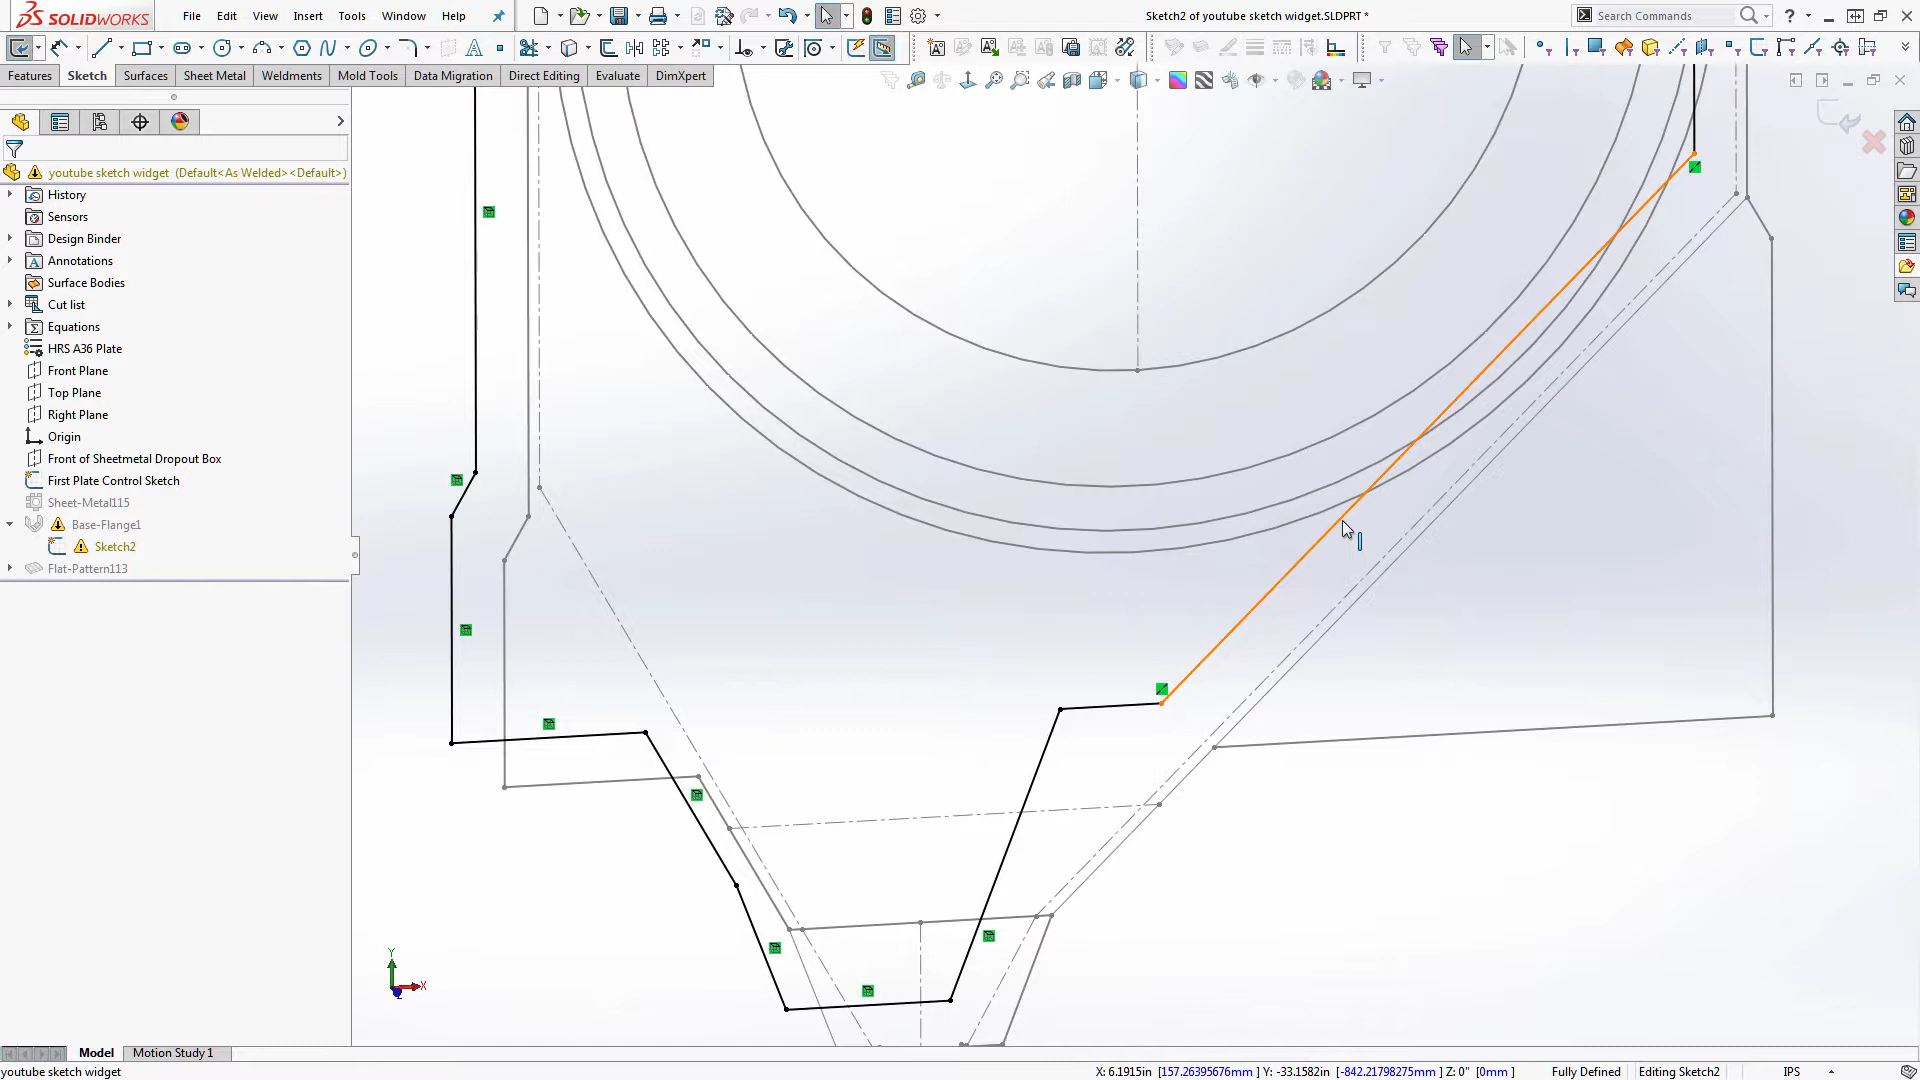 SOLIDWORKS
File
Edit
View
Insert
Tools
Window
Help
Sketch2 of youtube sketch widget.SLDPRT *
Search Commands
Features
Sketch
Surfaces
Sheet Metal
Weldments
Mold Tools
Data Migration
Direct Editing
Evaluate
DimXpert
youtube sketch widget (Default<As Welded><Default>)
History
Sensors
Design Binder
Annotations
Surface Bodies
Cut list
Equations
HRS A36 Plate
Front Plane
Top Plane
Right Plane
Origin
Front of Sheetmetal Dropout Box
First Plate Control Sketch
Sheet-Metal115
Base-Flange1
Sketch2
Flat-Pattern113
Y
X
Model
Motion Study 1
youtube sketch widget
X: 6.1915in [157.26395676mm ] Y: -33.1582in [-842.21798275mm ] Z: 0" [0mm ]
Fully Defined
Editing Sketch2
IPS